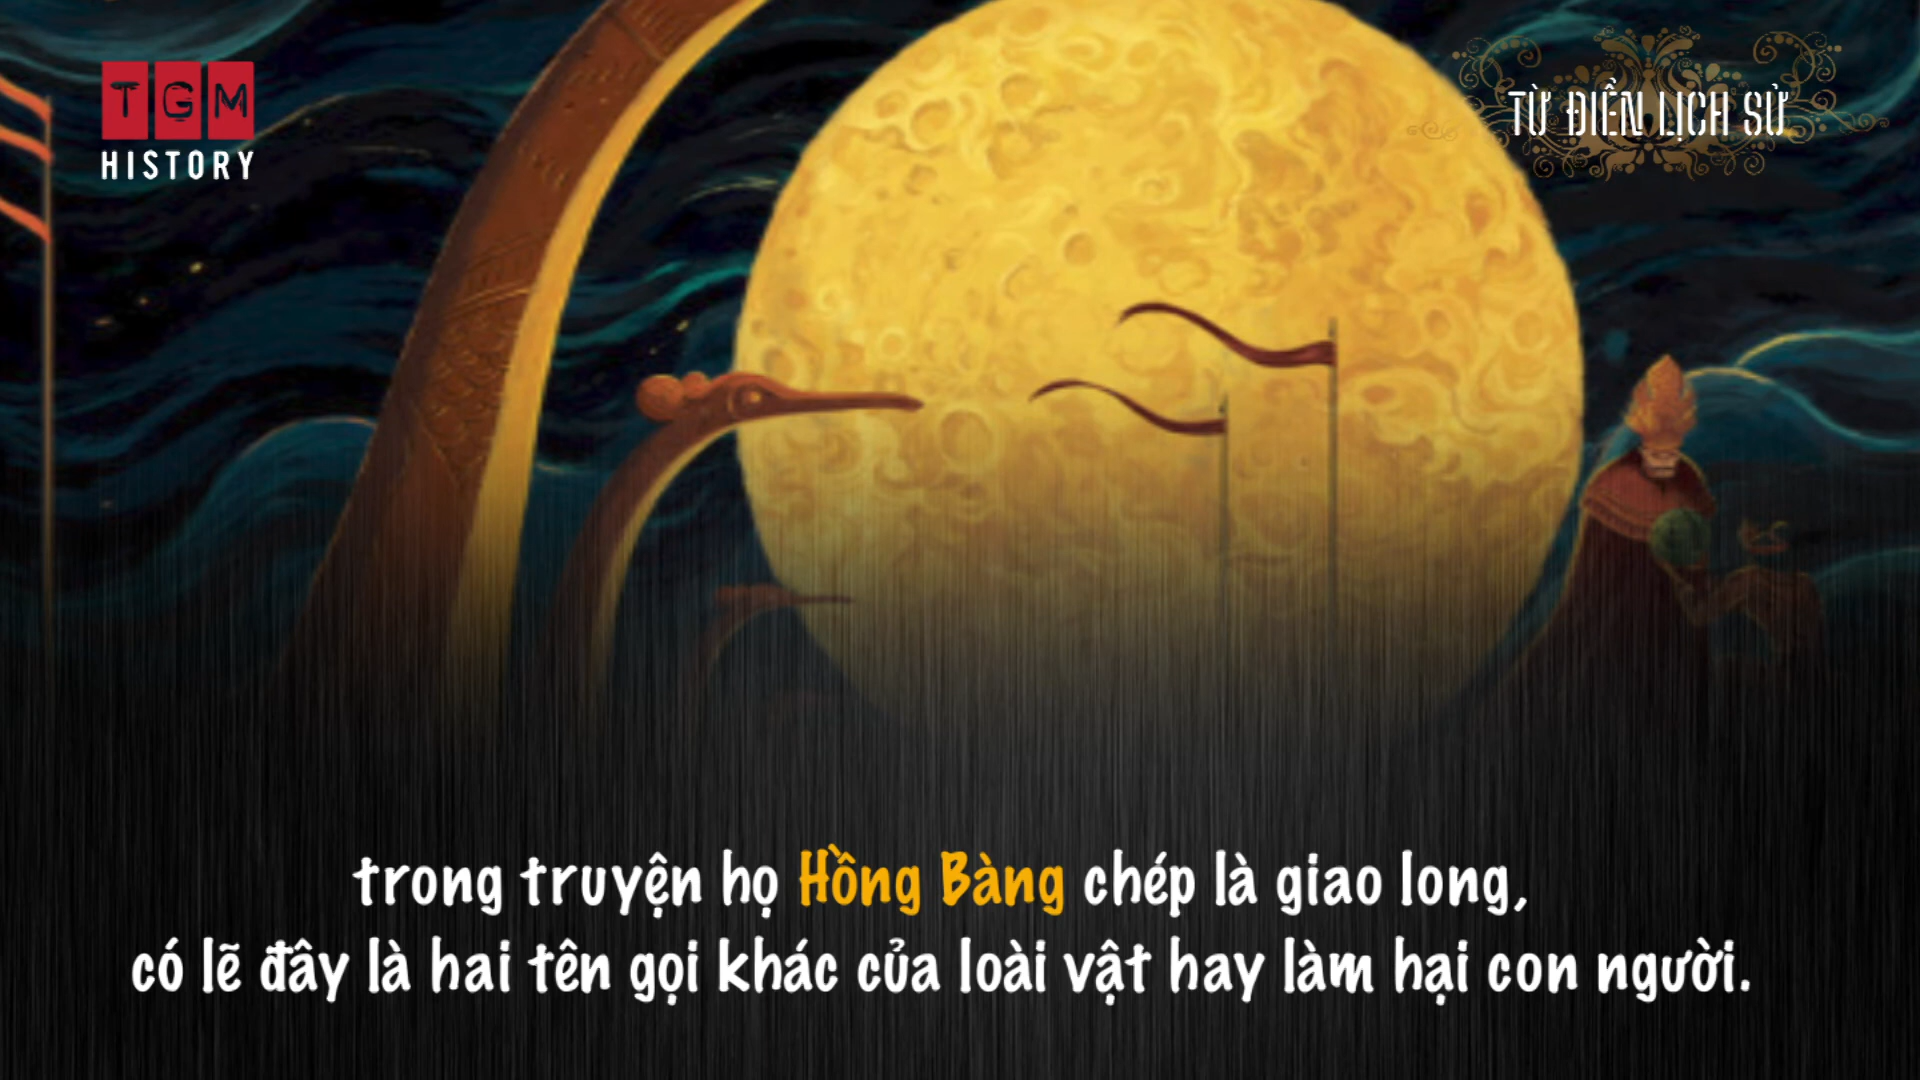 TGM
HISTORY
TỪ ĐIỂN LỊCH SỬ
trong truyện họ Hồng Bàng chép là giao long,
có lẽ đây là hai tên gọi khác của loài vật hay làm hại con người.